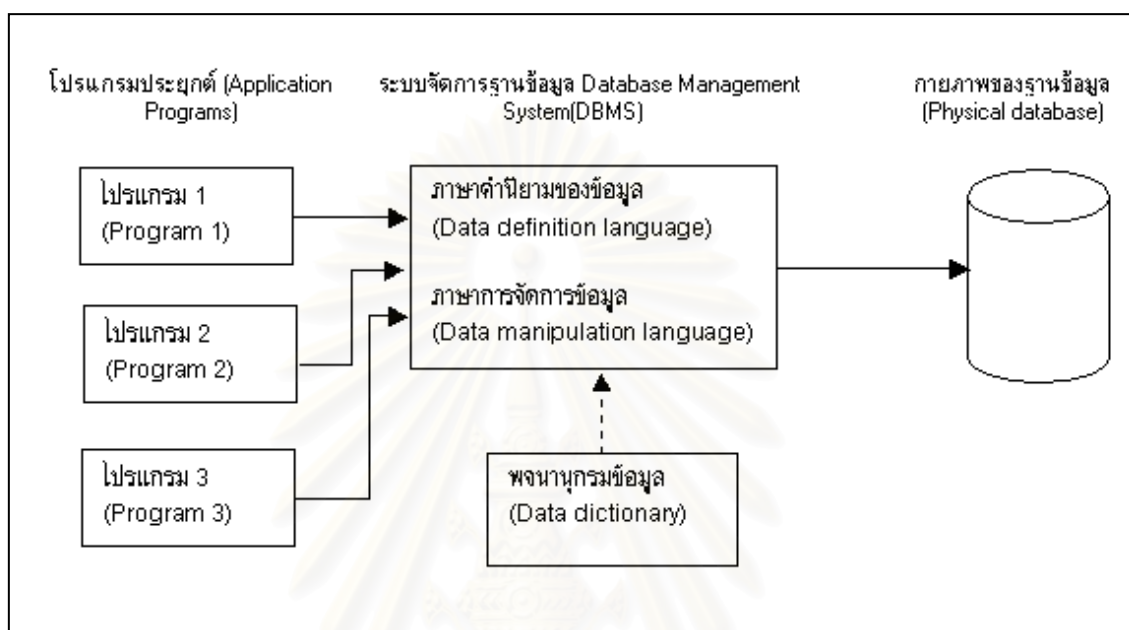 โปรแกรมประยุกต์ (Application
Programs)
ระบบจัดการฐานข้อมูล Database Management
System(DBMS)
กายภาพของฐานข้อมูล
(Physical database)
โปรแกรม 1
(Program 1)
ภาษาคำนิยามของข้อมูล
(Data definition language)
ภาษาการจัดการข้อมูล
(Data manipulation language)
โปรแกรม 2
(Program 2)
โปรแกรม 3
(Program 3)
พจนานุกรมข้อมูล
(Data dictionary)